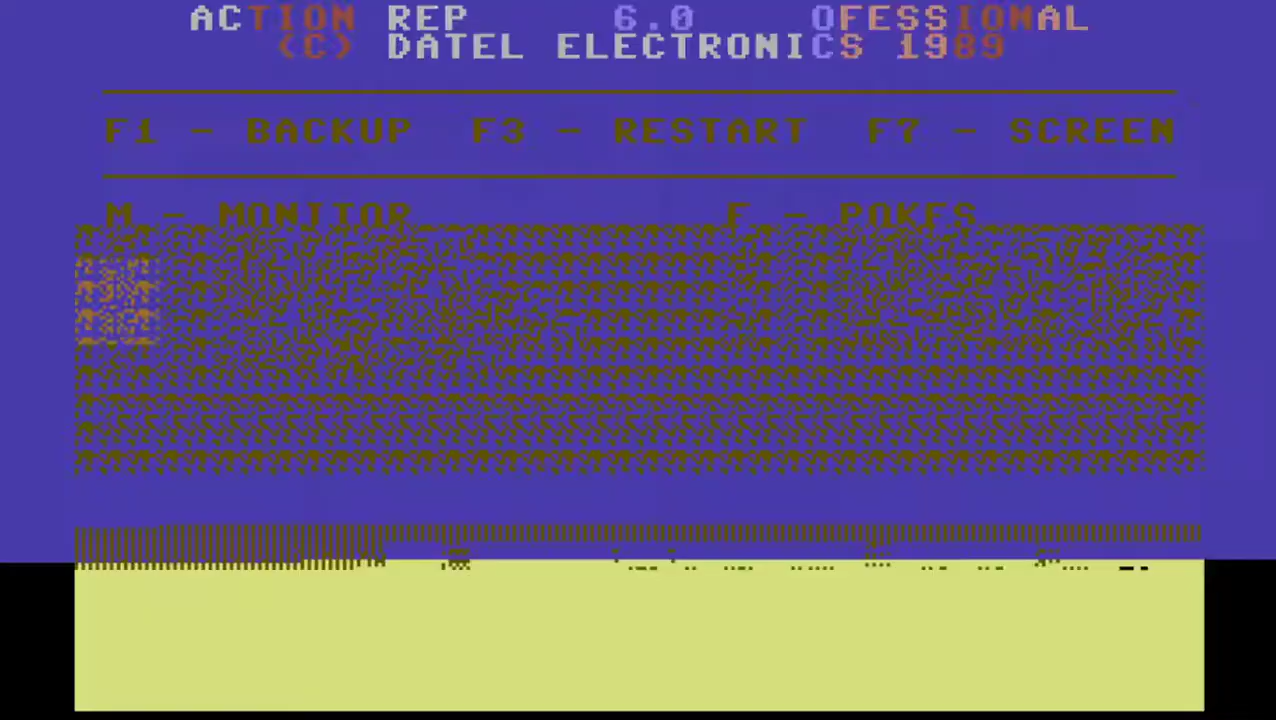 ACTION REP 6.0 OFESSIONAL
(C) DATEL ELECTRONICS 1989
F1 - BACKUP F3 - RESTART F7 - SCREEN
M - MONITOR - POKES